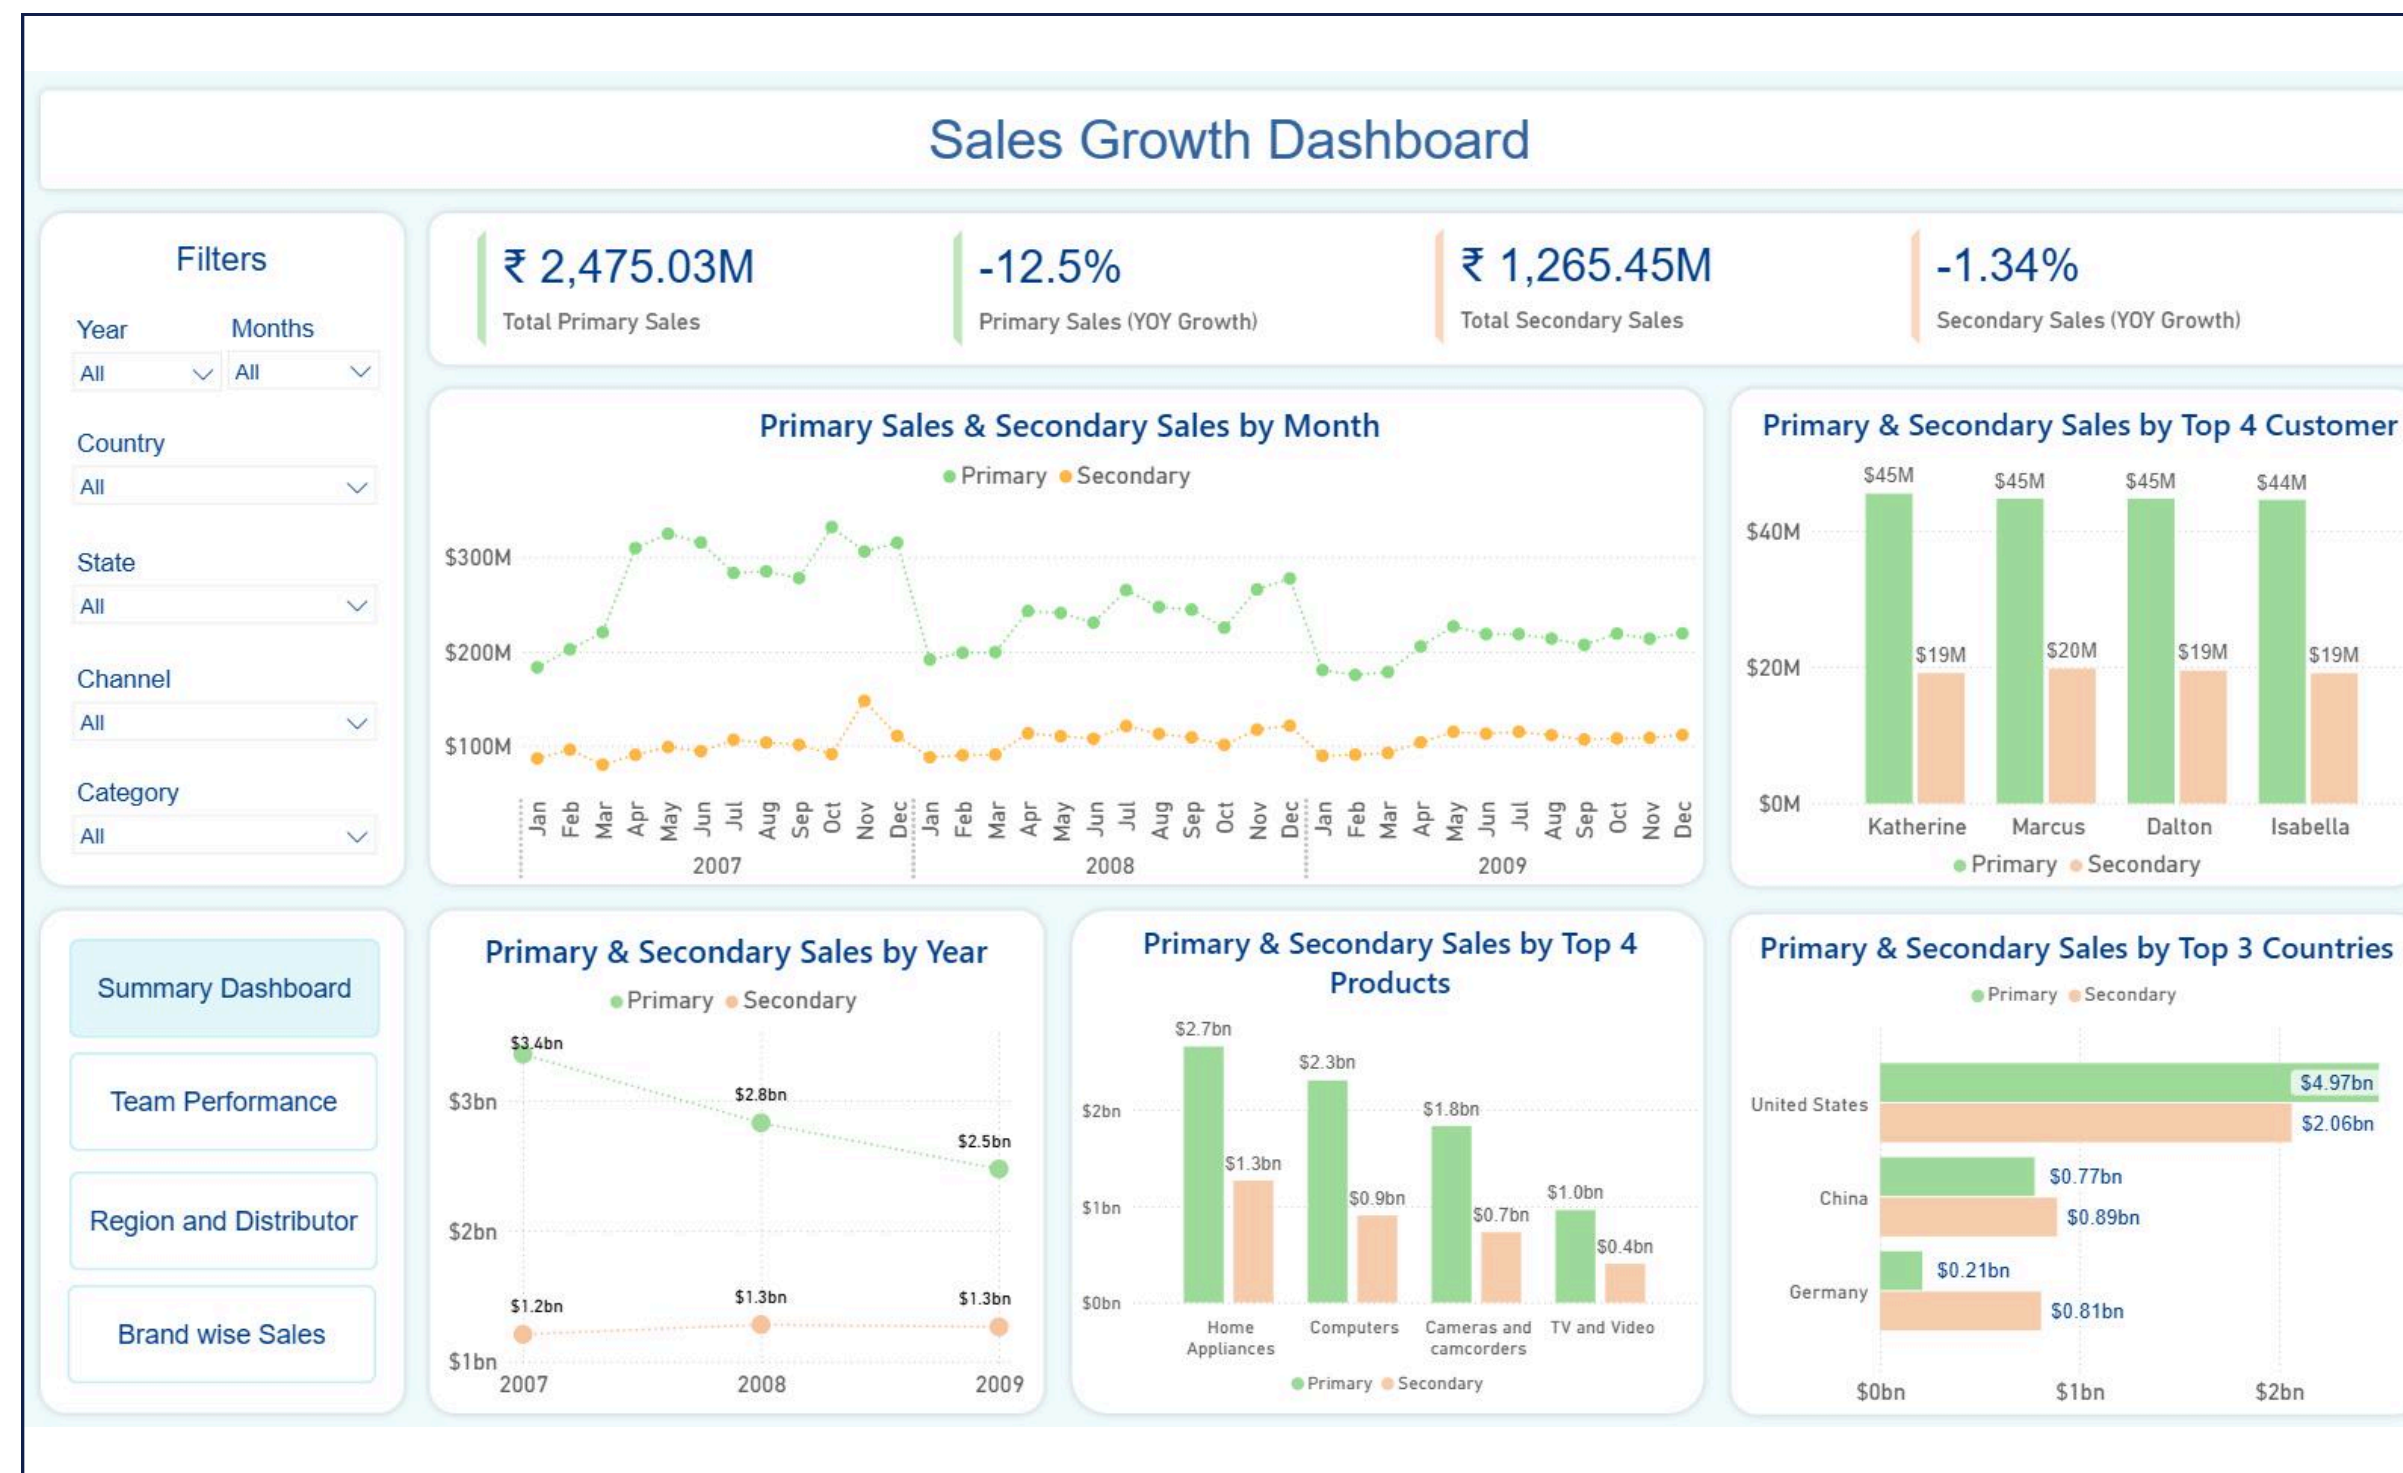 Sales Growth Dashboard
Filters
Year Months
All All
Country
All
State
All
Channel
All
Category
All
Summary Dashboard
Team Performance
Region and Distributor
Brand wise Sales
₹ 2,475.03M
Total Primary Sales
-12.5%
Primary Sales (YOY Growth)
₹ 1,265.45M
Total Secondary Sales
-1.34%
Secondary Sales (YOY Growth)
Primary Sales & Secondary Sales by Month
Primary Secondary
$300M
$200M
$100M
Jan Feb Mar Apr May Jun Jul Aug Sep Oct Nov Dec Jan Feb Mar Apr May Jun Jul Aug Sep Oct Nov Dec Jan Feb Mar Apr May Jun Jul Aug Sep Oct Nov Dec
2007 2008 2009
Primary & Secondary Sales by Top 4 Customer
$45M $45M $45M $44M
$40M
$19M $20M $19M $19M
$20M
$0M
Katherine Marcus Dalton Isabella
Primary Secondary
Primary & Secondary Sales by Year
Primary Secondary
$3.4bn
$2.8bn
$3bn
$2.5bn
$2bn
$1.2bn $1.3bn $1.3bn
$1bn
2007 2008 2009
Primary & Secondary Sales by Top 4
Products
$2.7bn
$2.3bn
$2bn $1.8bn
$1.3bn
$0.9bn $1.0bn
$1bn $0.7bn
$0.4bn
$0bn
Home Computers Cameras and TV and Video
Appliances camcorders
Primary Secondary
Primary & Secondary Sales by Top 3 Countries
Primary Secondary
$4.97bn
United States
$2.06bn
$0.77bn
China
$0.89bn
$0.21bn
Germany
$0.81bn
$0bn $1bn $2bn